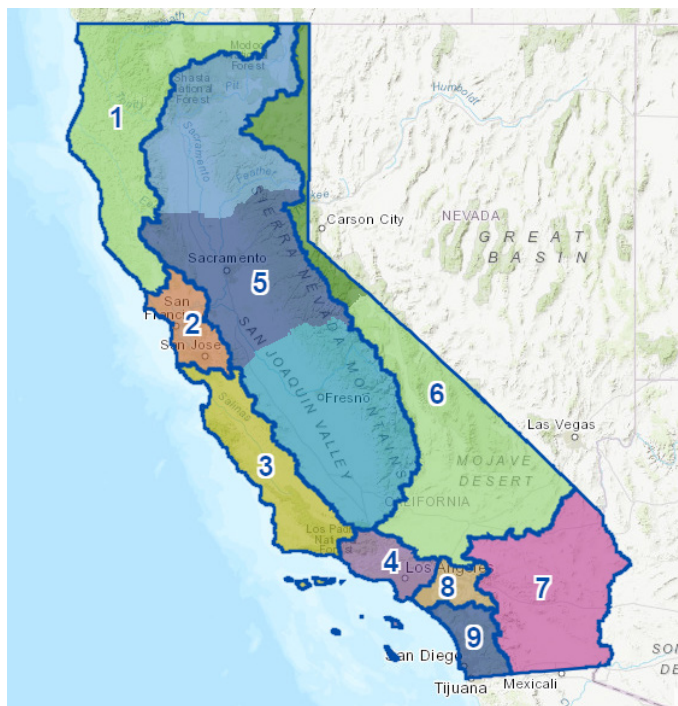 Modoc
Forest
Shasta
National
Forest
Pit
1
Humboldt
Sacramento
Feather
Carson City
NEVADA
GREAT
BASIN
Sacramento
SIERRA NEVADA MOUNTAINS
5
San
Francisco
2
San Jose
SAN JOAQUIN VALLEY
Fresno
6
Salinas
Las Vegas
3
MOJAVE
DESERT
CALIFORNIA
Los Padres
National
Forest
4
Los Angeles
8
7
9
San Diego
Tijuana
Mexicali